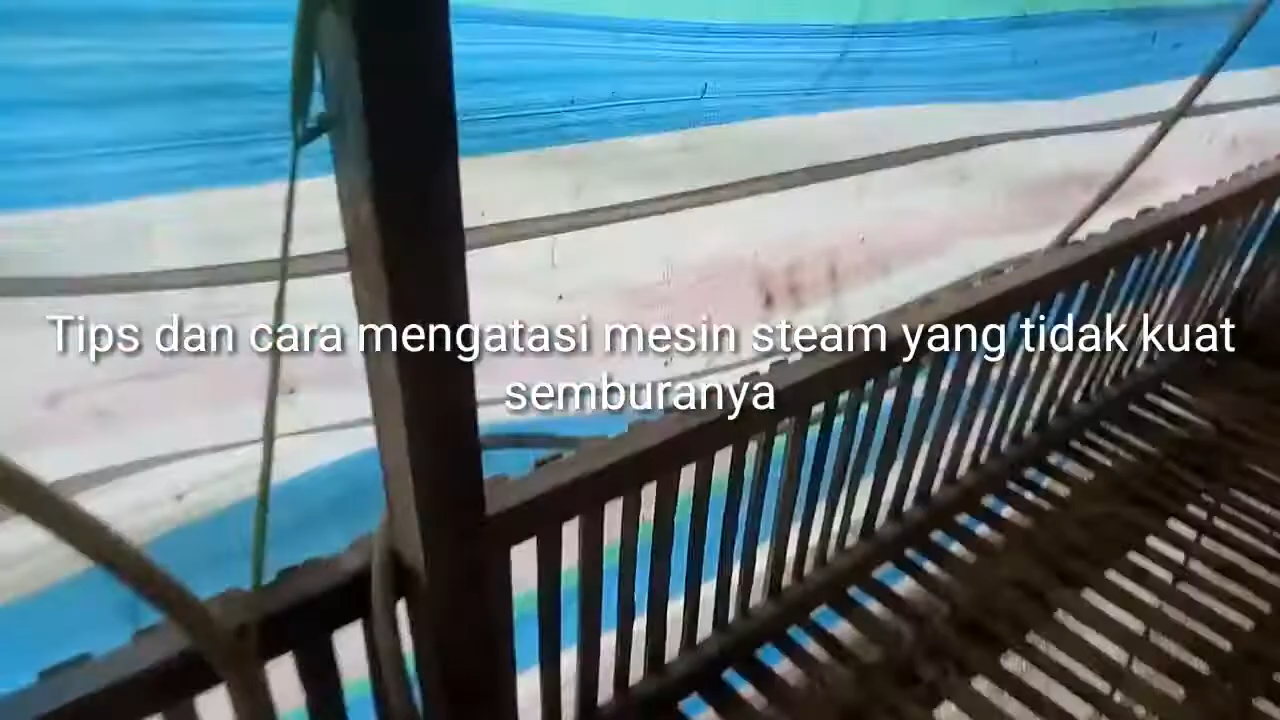 Tips dan cara mengatasi mesin steam yang tidak kuat
semburanya